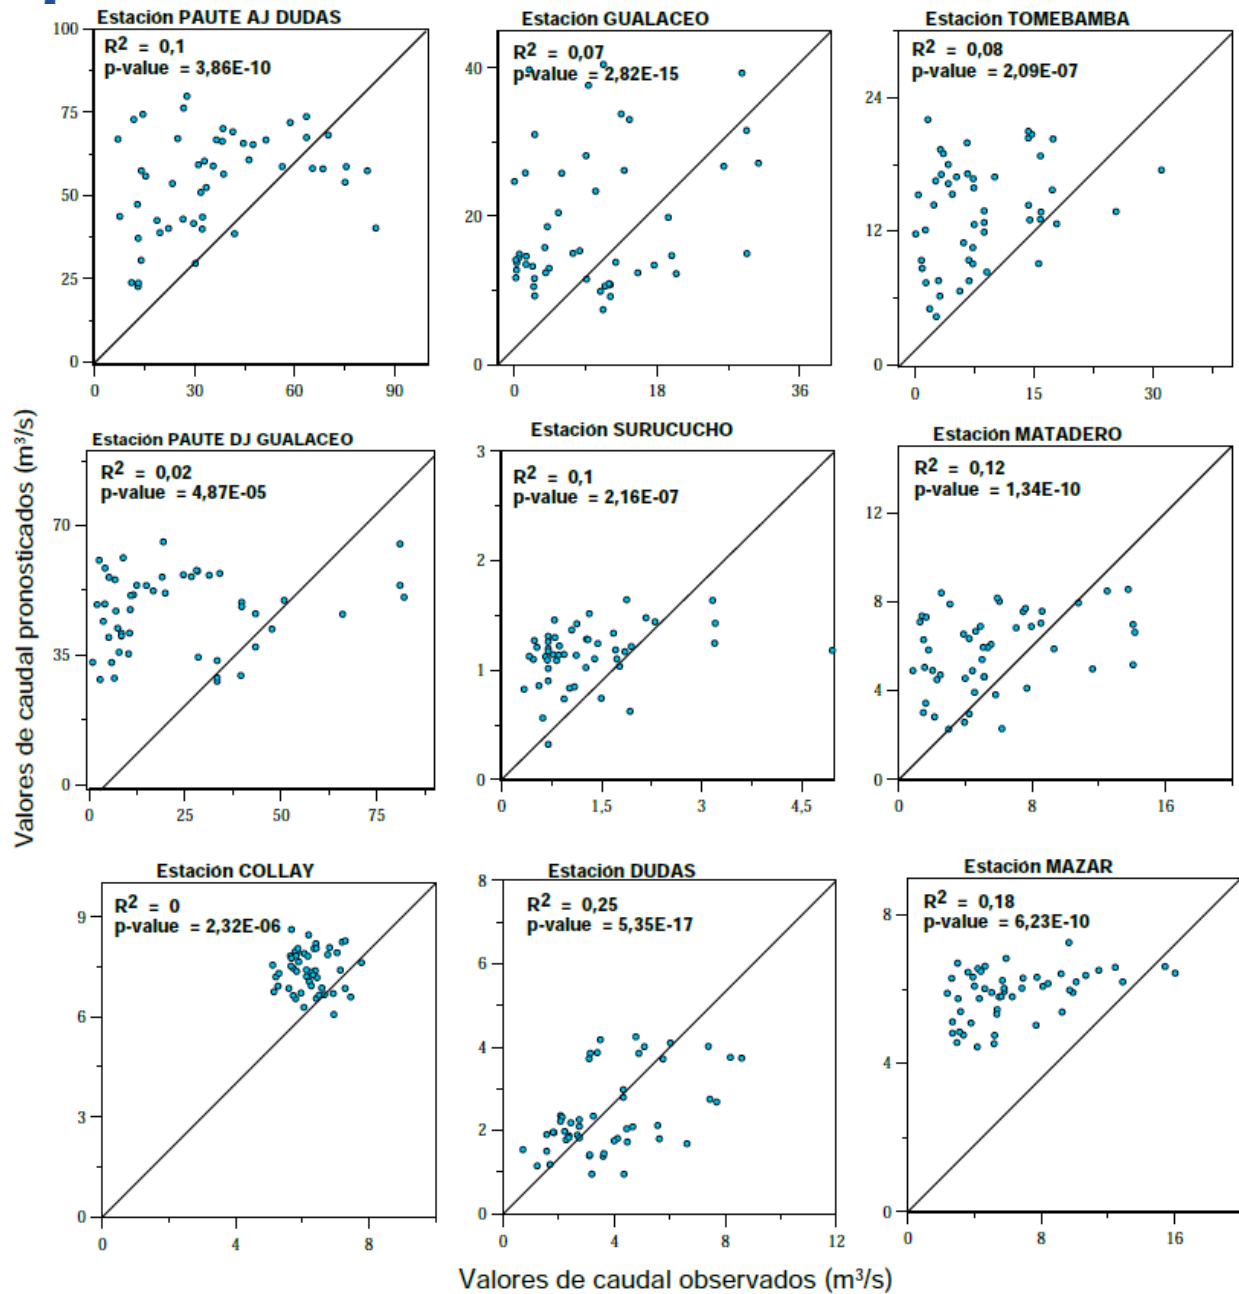 Estación PAUTE AJ DUDAS
R² = 0,1
p-value = 3,86E-10
100
75
50
25
0
0 30 60 90
Estación GUALACEO
R² = 0,07
p-value = 2,82E-15
40
20
0
0 18 36
Estación TOMEBAMBA
R² = 0,08
p-value = 2,09E-07
24
12
0
0 15 30
Valores de caudal pronosticados (m³/s)
Estación PAUTE DJ GUALACEO
R² = 0,02
p-value = 4,87E-05
70
35
0
0 25 50 75
Estación SURUCUCHO
R² = 0,1
p-value = 2,16E-07
3
2
1
0
0 1,5 3 4,5
Estación MATADERO
R² = 0,12
p-value = 1,34E-10
12
8
4
0
0 8 16
Estación COLLAY
R² = 0
p-value = 2,32E-06
9
6
3
0
0 4 8
Estación DUDAS
R² = 0,25
p-value = 5,35E-17
8
6
4
2
0
0 4 8 12
Estación MAZAR
R² = 0,18
p-value = 6,23E-10
8
4
0
0 8 16
Valores de caudal observados (m³/s)